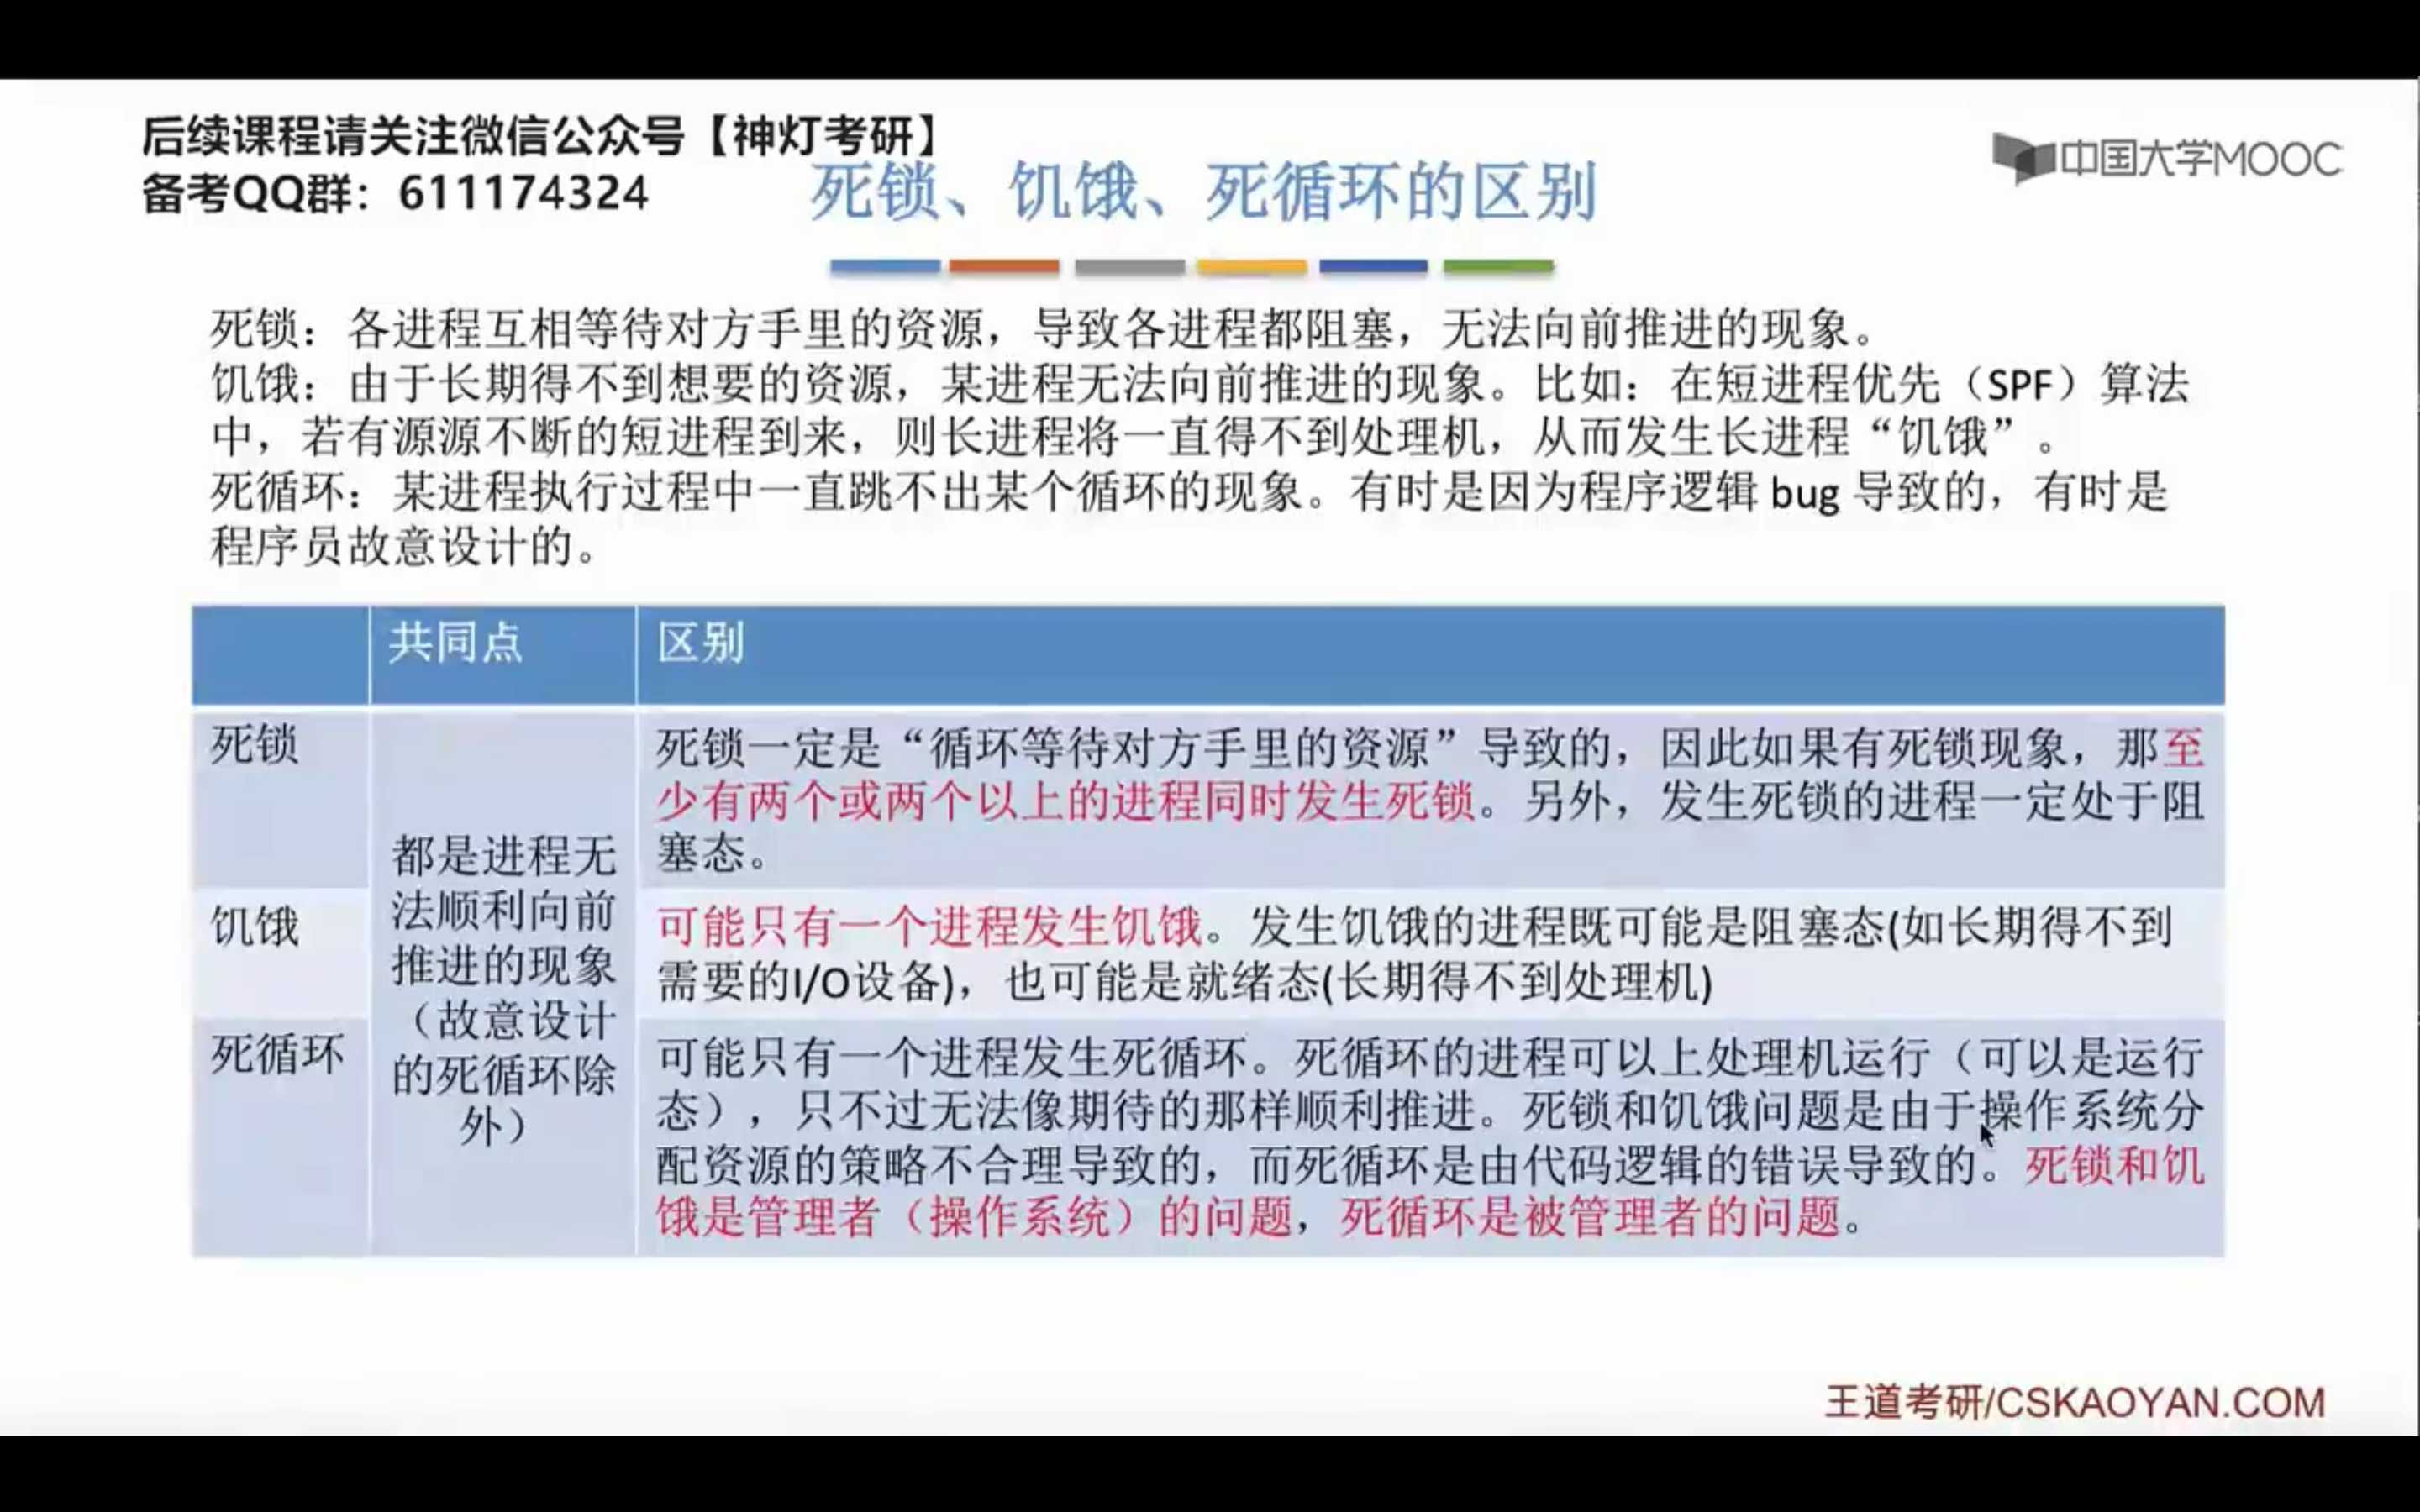 后续课程请关注微信公众号【神灯考研】
备考QQ群：611174324
中国大学MOOC
死锁、饥饿、死循环的区别
死锁：各进程互相等待对方手里的资源，导致各进程都阻塞，无法向前推进的现象。
饥饿：由于长期得不到想要的资源，某进程无法向前推进的现象。比如：在短进程优先（SPF）算法
中，若有源源不断的短进程到来，则长进程将一直得不到处理机，从而发生长进程“饥饿”。
死循环：某进程执行过程中一直跳不出某个循环的现象。有时是因为程序逻辑 bug 导致的，有时是
程序员故意设计的。
共同点
区别
死锁
死锁一定是“循环等待对方手里的资源”导致的，因此如果有死锁现象，那至
少有两个或两个以上的进程同时发生死锁。另外，发生死锁的进程一定处于阻
塞态。
都是进程无
法顺利向前
推进的现象
（故意设计
的死循环除
外）
饥饿
可能只有一个进程发生饥饿。发生饥饿的进程既可能是阻塞态(如长期得不到
需要的I/O设备)，也可能是就绪态(长期得不到处理机)
死循环
可能只有一个进程发生死循环。死循环的进程可以上处理机运行（可以是运行
态），只不过无法像期待的那样顺利推进。死锁和饥饿问题是由于操作系统分
配资源的策略不合理导致的，而死循环是由代码逻辑的错误导致的。死锁和饥
饿是管理者（操作系统）的问题，死循环是被管理者的问题。
王道考研/CSKAOYAN.COM